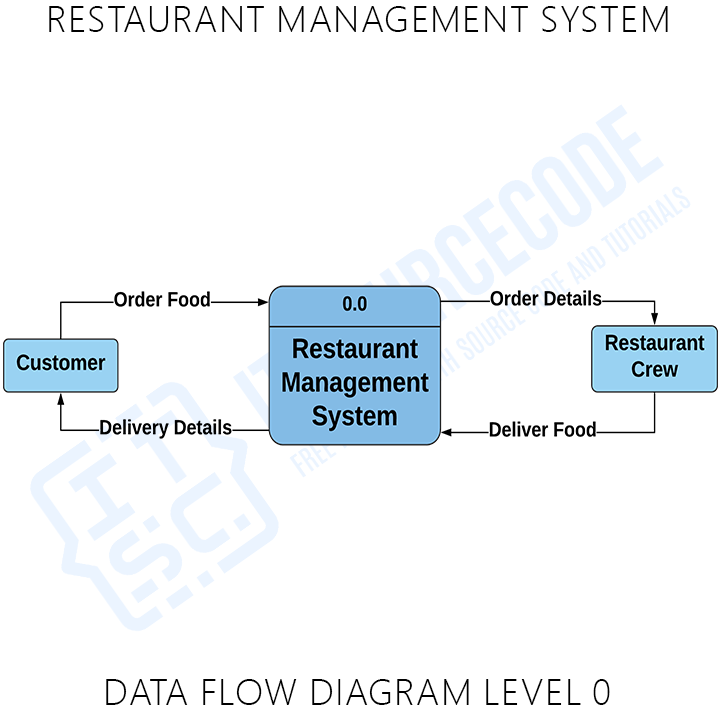 RESTAURANT MANAGEMENT SYSTEM
Order Food
0.0
Order Details
Customer
Restaurant
Management
System
Restaurant
Crew
Delivery Details
Deliver Food
DATA FLOW DIAGRAM LEVEL 0